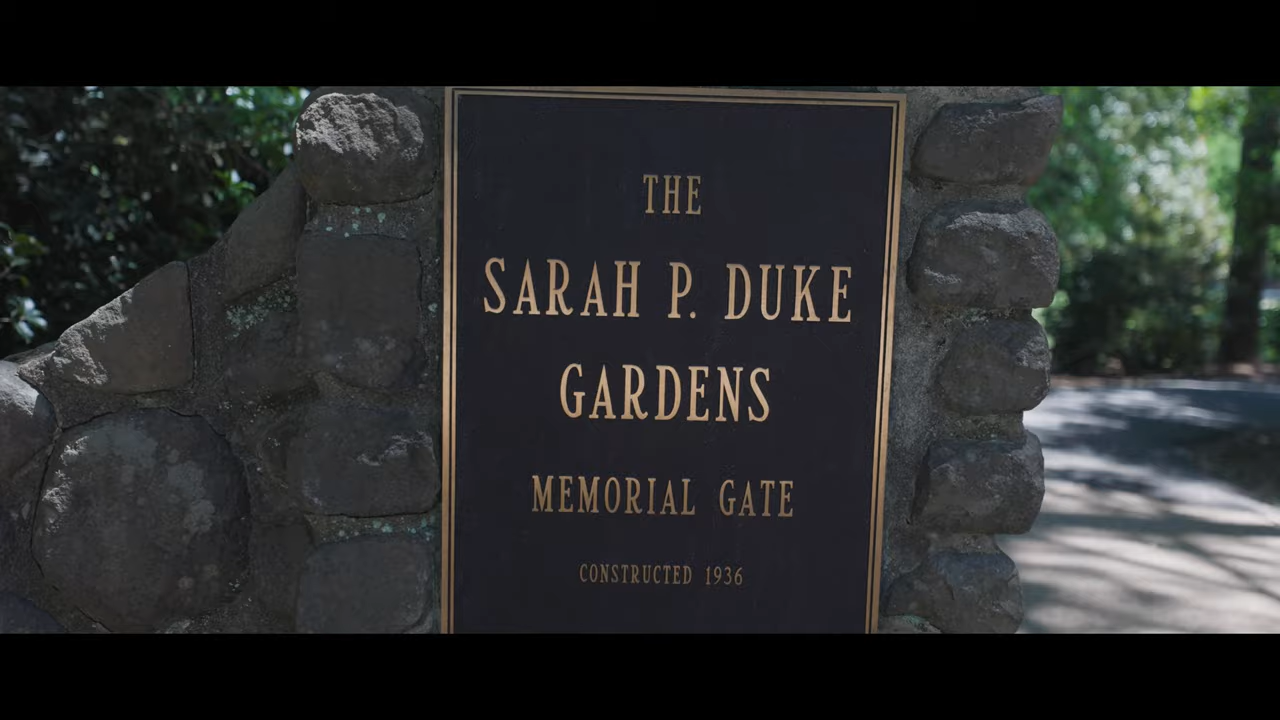 THE
SARAH P. DUKE
GARDENS
MEMORIAL GATE
CONSTRUCTED 1936